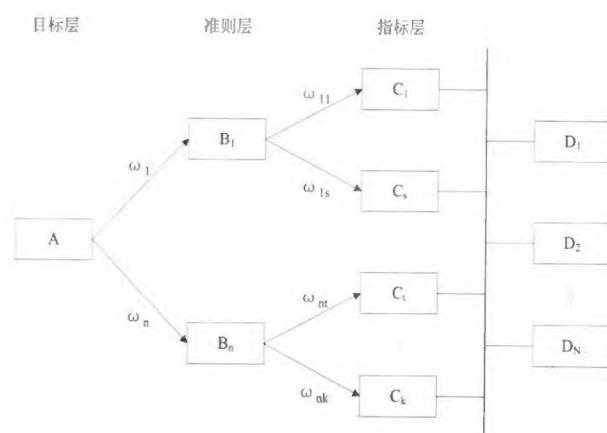 目标层 准则层 指标层
ω11 C1
B1 D1
ω1 ω1s Cs
A D2
ωn ωnt Ct
Bn DN
ωnk Ck